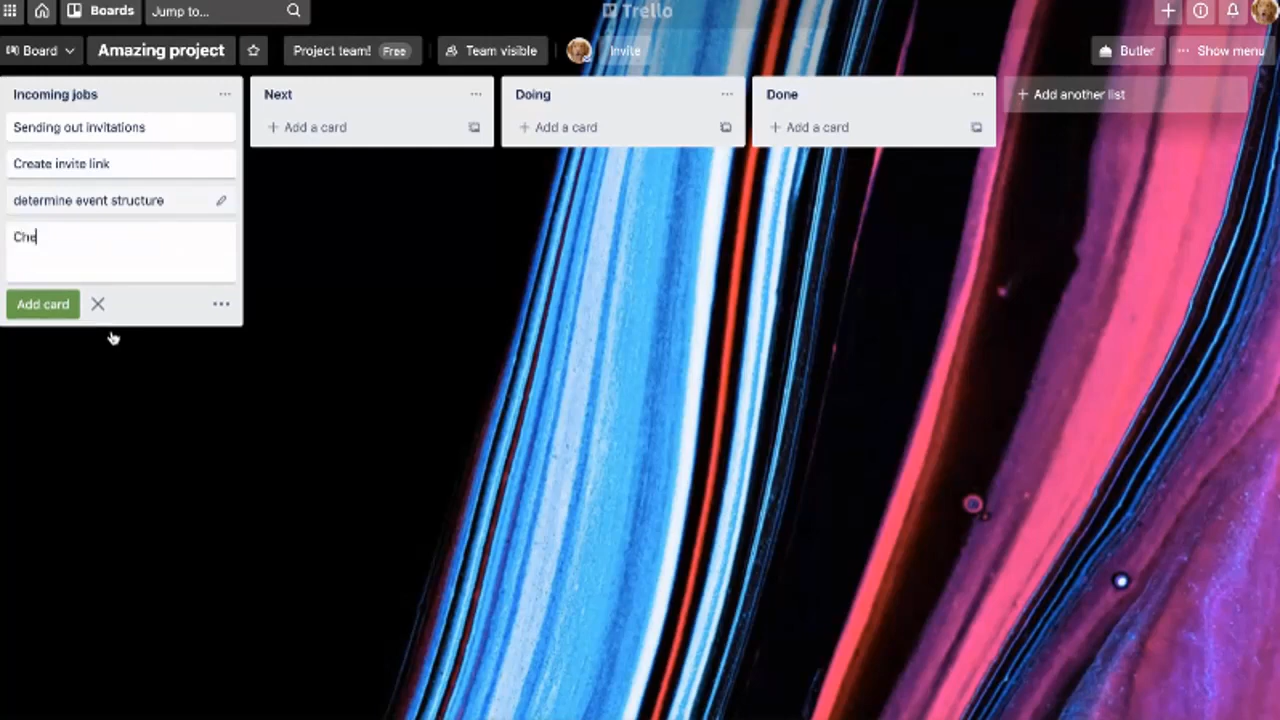 Boards
Jump to...
Trello
Board
Amazing project
Project team! Free
Team visible
Invite
Butler
Show menu
Incoming jobs
Sending out invitations
Create invite link
determine event structure
Che
Add card
Next
+ Add a card
Doing
+ Add a card
Done
+ Add a card
+ Add another list